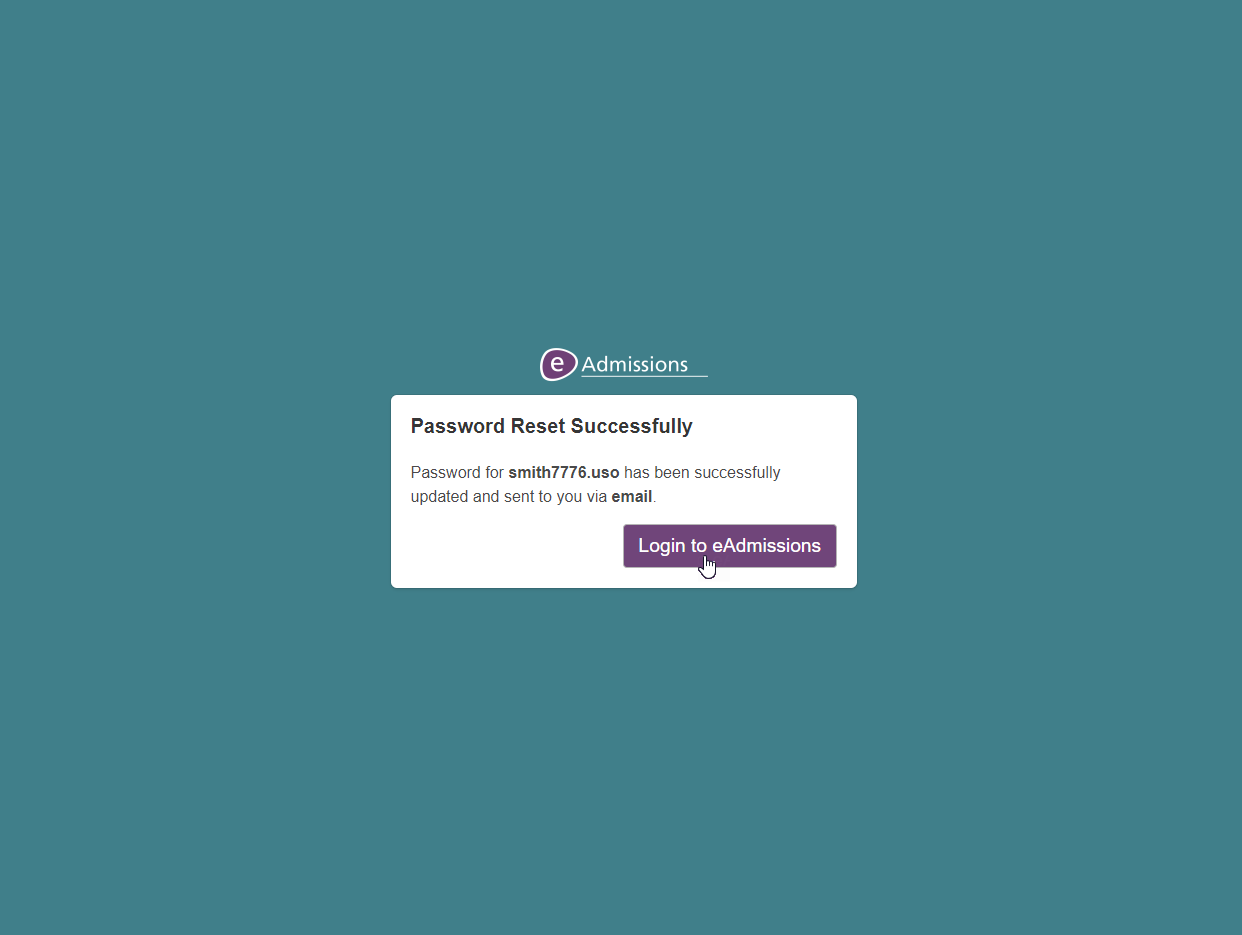 e Admissions
Password Reset Successfully
Password for smith7776.uso has been successfully
updated and sent to you via email.
Login to eAdmissions